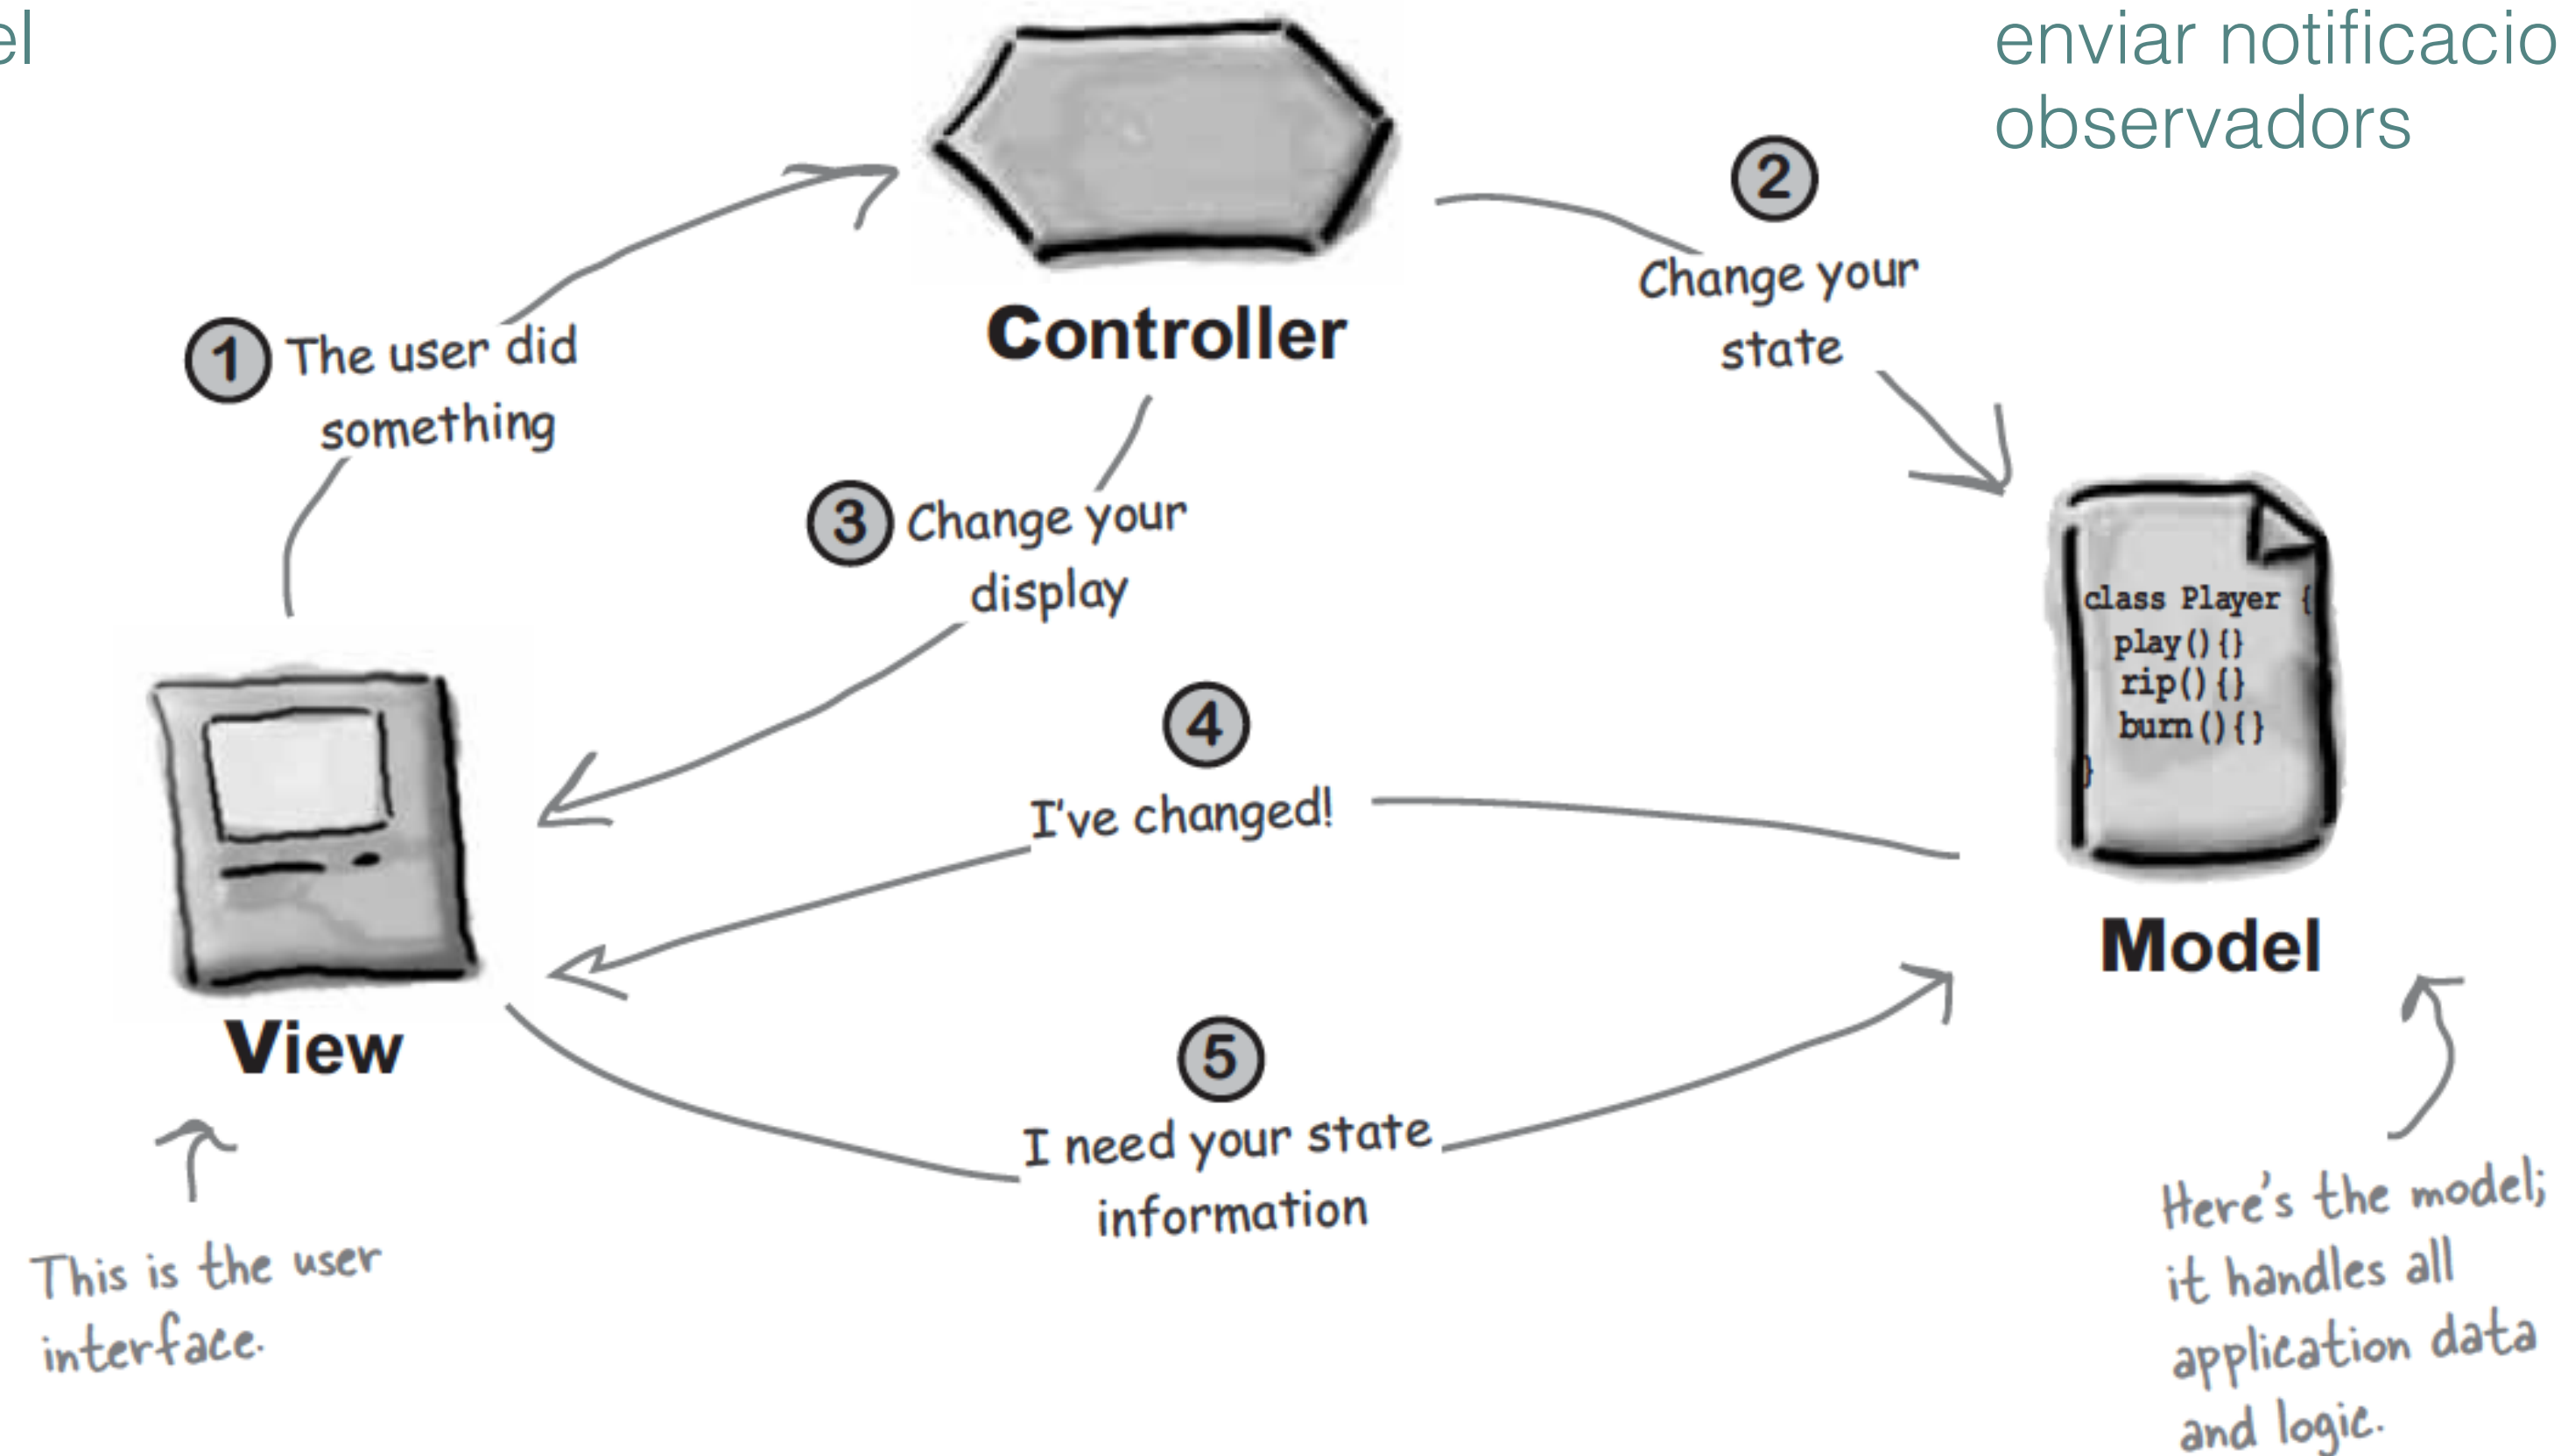 el
enviar notificacio
observadors
Controller
1 The user did
something
2
Change your
state
3 Change your
display
class Player {
play(){}
rip(){}
burn(){}
}
4
I've changed!
Model
View
5
I need your state
information
This is the user
interface.
Here's the model;
it handles all
application data
and logic.